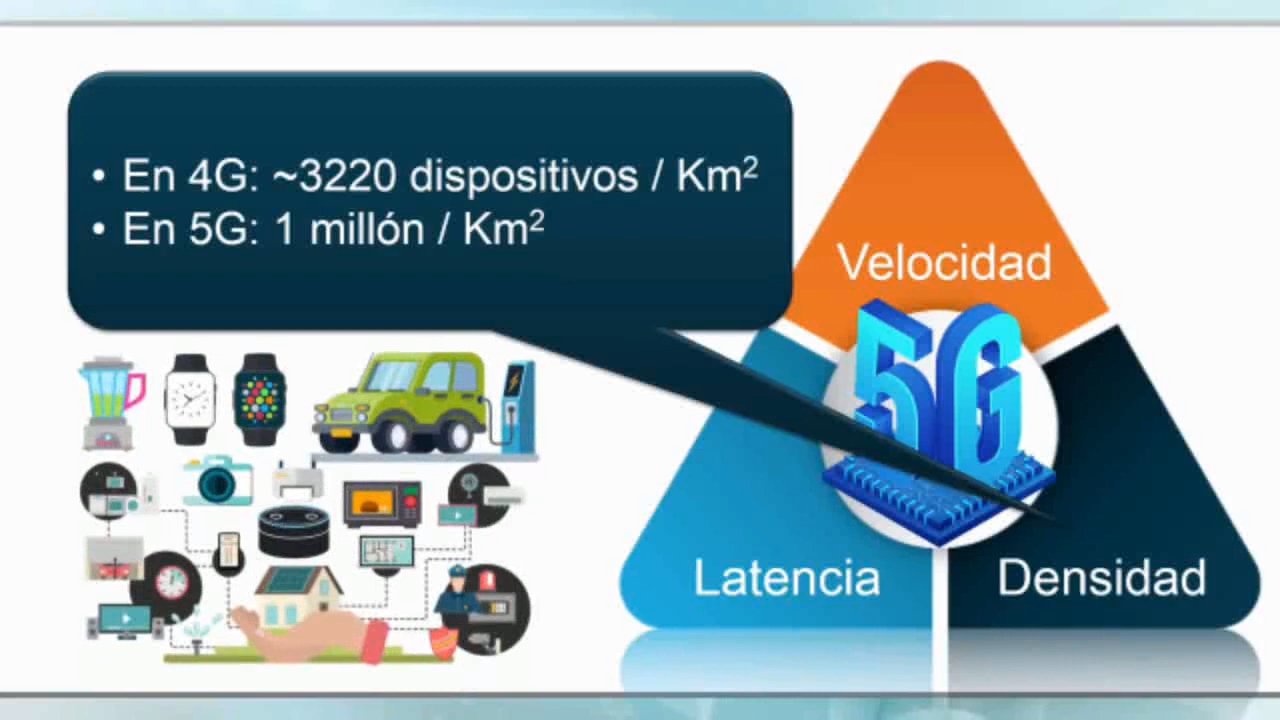 • En 4G: ~3220 dispositivos / Km²
• En 5G: 1 millón / Km²
Velocidad
5G
Latencia
Densidad